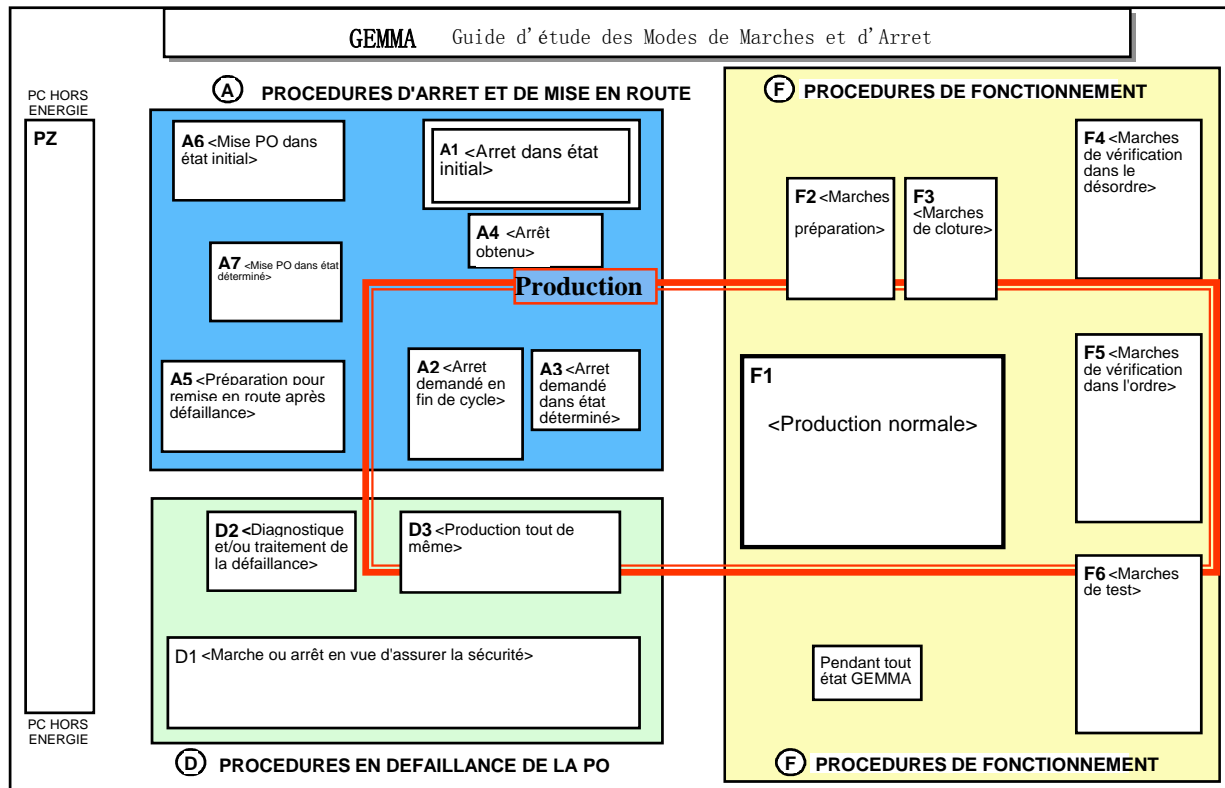 GEMMA Guide d'étude des Modes de Marches et d'Arret
A PROCEDURES D'ARRET ET DE MISE EN ROUTE
F PROCEDURES DE FONCTIONNEMENT
PC HORS
ENERGIE
PZ
A6 <Mise PO dans
état initial>
A1 <Arret dans état
initial>
A4 <Arrêt
obtenu>
A7 <Mise PO dans état
déterminé>
Production
A5 <Préparation pour
remise en route après
défaillance>
A2 <Arret
demandé en
fin de cycle>
A3 <Arret
demandé
dans état
déterminé>
F2 <Marches
préparation>
F3
<Marches
de cloture>
F4 <Marches
de vérification
dans le
désordre>
F1
<Production normale>
F5 <Marches
de vérification
dans l'ordre>
D2 <Diagnostique
et/ou traitement de
la défaillance>
D3 <Production tout de
même>
F6 <Marches
de test>
D1 <Marche ou arrêt en vue d'assurer la sécurité>
Pendant tout
état GEMMA
PC HORS
ENERGIE
D PROCEDURES EN DEFAILLANCE DE LA PO
F PROCEDURES DE FONCTIONNEMENT